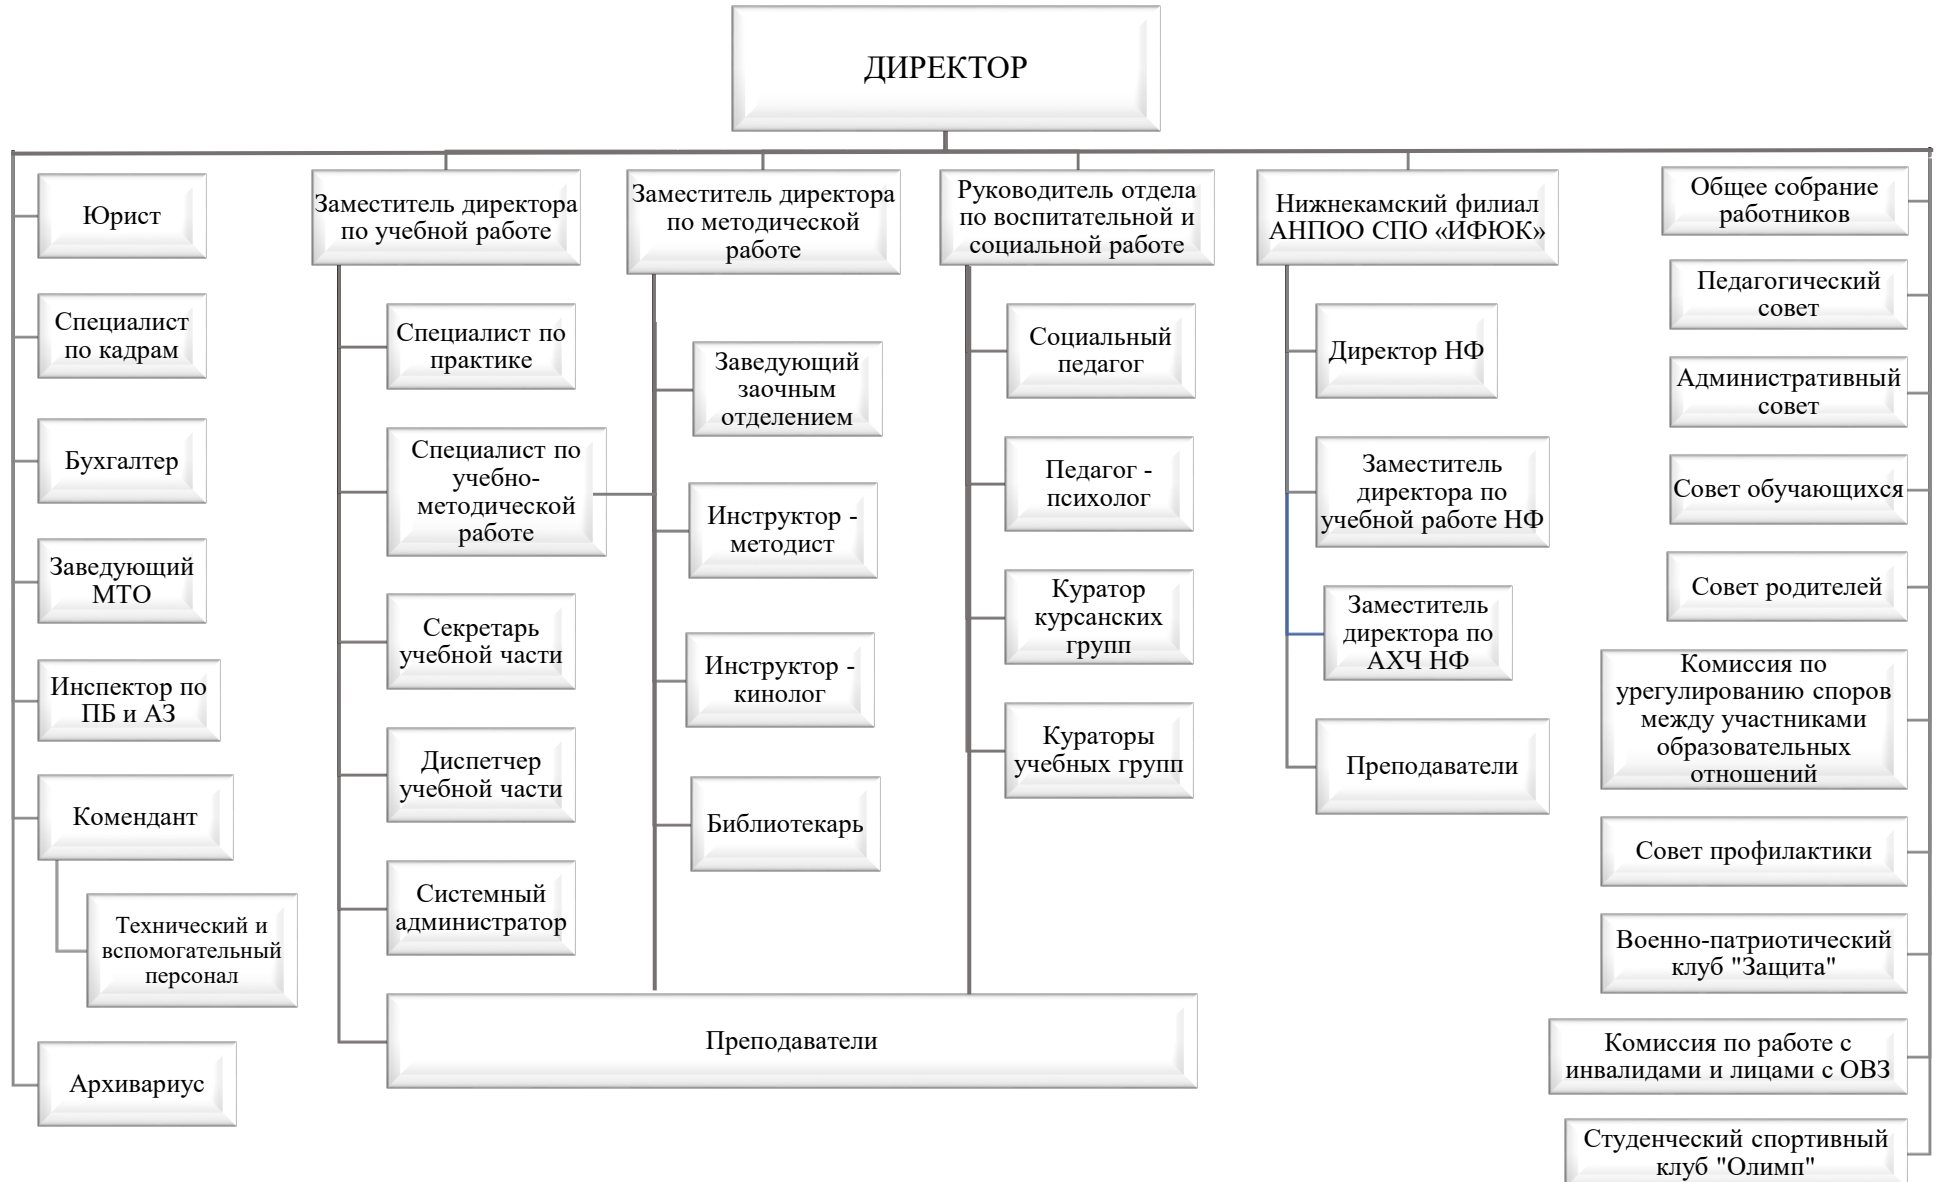 ДИРЕКТОР
Юрист
Специалист
по кадрам
Бухгалтер
Заведующий
МТО
Инспектор по
ПБ и АЗ
Комендант
Технический и
вспомогательный
персонал
Архивариус
Заместитель директора
по учебной работе
Специалист по
практике
Специалист по
учебно-
методической
работе
Секретарь
учебной части
Диспетчер
учебной части
Системный
администратор
Преподаватели
Заместитель директора
по методической
работе
Заведующий
заочным
отделением
Инструктор -
методист
Инструктор -
кинолог
Библиотекарь
Руководитель отдела
по воспитательной и
социальной работе
Социальный
педагог
Педагог -
психолог
Куратор
курсанских
групп
Кураторы
учебных групп
Нижнекамский филиал
АНПОО СПО «ИФЮК»
Директор НФ
Заместитель
директора по
учебной работе НФ
Заместитель
директора по
АХЧ НФ
Преподаватели
Общее собрание
работников
Педагогический
совет
Административный
совет
Совет обучающихся
Совет родителей
Комиссия по
урегулированию споров
между участниками
образовательных
отношений
Совет профилактики
Военно-патриотический
клуб "Защита"
Комиссия по работе с
инвалидами и лицами с ОВЗ
Студенческий спортивный
клуб "Олимп"